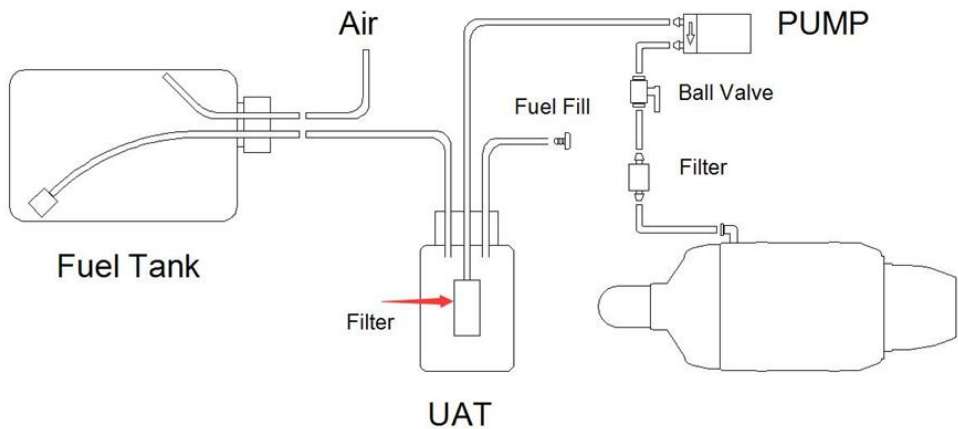 Air
PUMP
Fuel Fill
Ball Valve
Filter
Fuel Tank
Filter
UAT